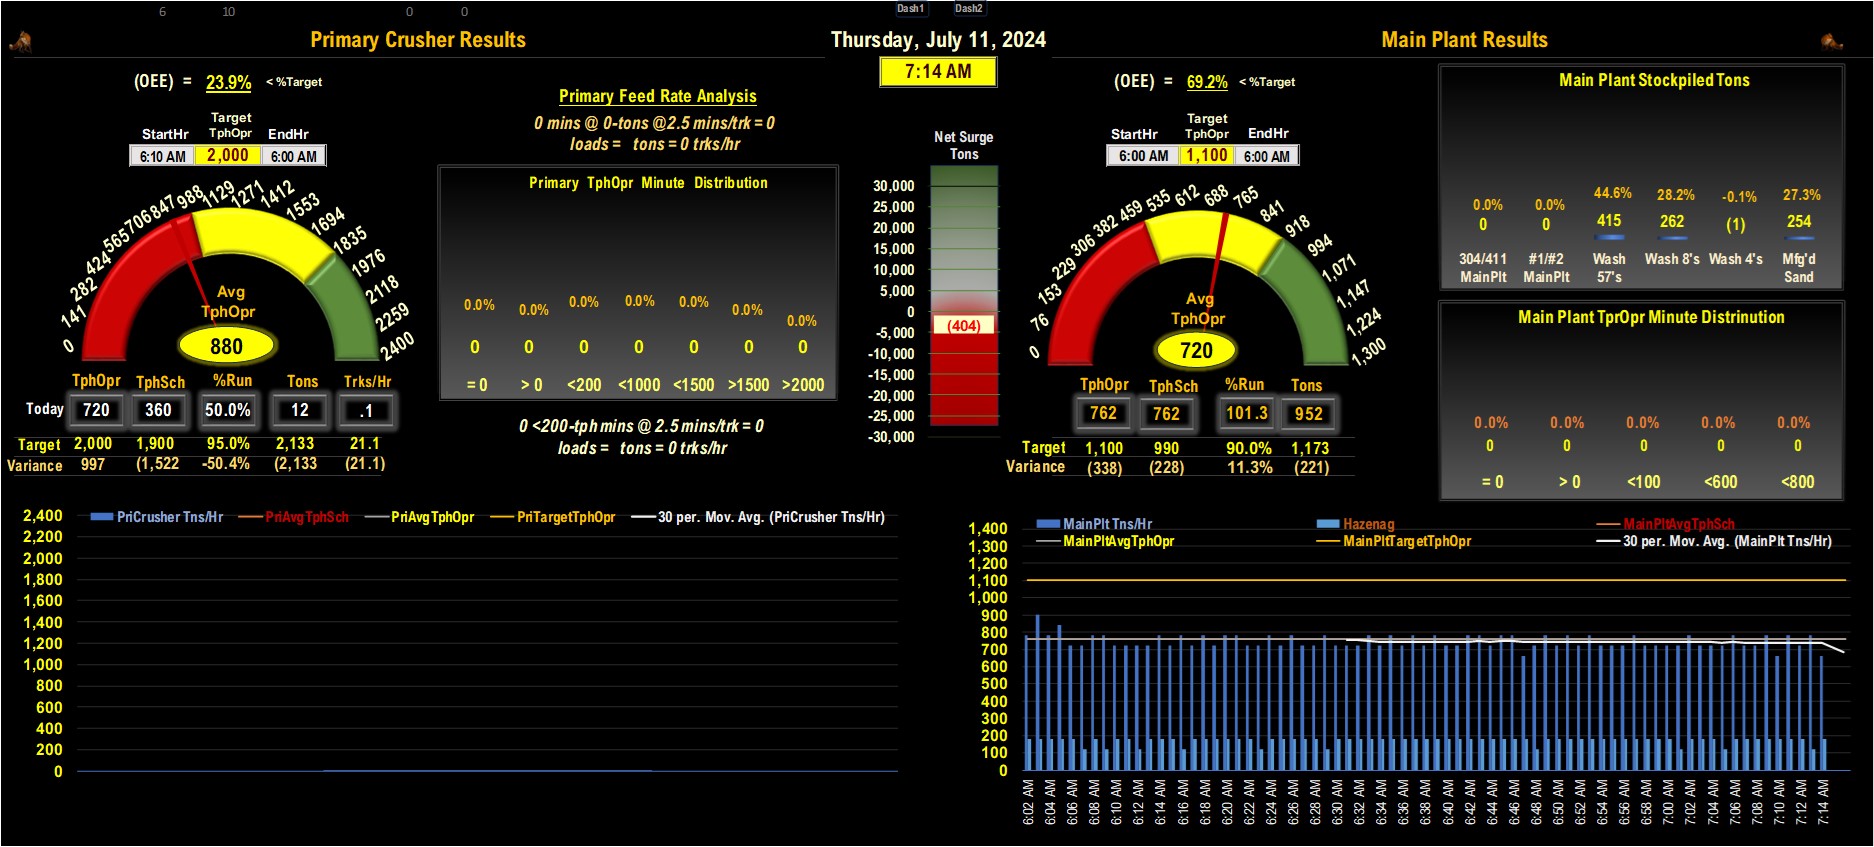 6 10 0 0 Dash1 Dash2
Primary Crusher Results
Thursday, July 11, 2024
Main Plant Results
7:14 AM
(OEE) = 23.9% < %Target
Target
StartHr TphOpr EndHr
6:10 AM 2,000 6:00 AM
0 141 282 424 565 706 847 988 1129 1271 1412 1553 1694 1835 1976 2118 2259 2400
Avg
TphOpr
880
TphOpr TphSch %Run Tons Trks/Hr
Today 720 360 50.0% 12 .1
Target 2,000 1,900 95.0% 2,133 21.1
Variance 997 (1,522 -50.4% (2,133 (21.1)
Primary Feed Rate Analysis
0 mins @ 0-tons @2.5 mins/trk = 0
loads = tons = 0 trks/hr
Primary TphOpr Minute Distribution
0.0% 0.0% 0.0% 0.0% 0.0% 0.0% 0.0%
0 0 0 0 0 0 0
= 0 > 0 <200 <1000 <1500 >1500 >2000
0 <200-tph mins @ 2.5 mins/trk = 0
loads = tons = 0 trks/hr
Net Surge
Tons
30,000
25,000
20,000
15,000
10,000
5,000
0
(404)
-5,000
-10,000
-15,000
-20,000
-25,000
-30,000
(OEE) = 69.2% < %Target
Target
StartHr TphOpr EndHr
6:00 AM 1,100 6:00 AM
0 76 153 229 306 382 459 535 612 688 765 841 918 994 1,071 1,147 1,224 1,300
Avg
TphOpr
720
TphOpr TphSch %Run Tons
762 762 101.3 952
Target 1,100 990 90.0% 1,173
Variance (338) (228) 11.3% (221)
Main Plant Stockpiled Tons
0.0% 0.0% 44.6% 28.2% -0.1% 27.3%
0 0 415 262 (1) 254
304/411 #1/#2 Wash Wash 8's Wash 4's Mfg'd
MainPlt MainPlt 57's Sand
Main Plant TprOpr Minute Distrinution
0.0% 0.0% 0.0% 0.0% 0.0%
0 0 0 0 0
= 0 > 0 <100 <600 <800
PriCrusher Tns/Hr PriAvgTphSch PriAvgTphOpr PriTargetTphOpr 30 per. Mov. Avg. (PriCrusher Tns/Hr)
2,400
2,200
2,000
1,800
1,600
1,400
1,200
1,000
800
600
400
200
0
MainPlt Tns/Hr Hazenag MainPltAvgTphSch
MainPltAvgTphOpr MainPltTargetTphOpr 30 per. Mov. Avg. (MainPlt Tns/Hr)
1,400
1,300
1,200
1,100
1,000
900
800
700
600
500
400
300
200
100
0
6:02 AM 6:04 AM 6:06 AM 6:08 AM 6:10 AM 6:12 AM 6:14 AM 6:16 AM 6:18 AM 6:20 AM 6:22 AM 6:24 AM 6:26 AM 6:28 AM 6:30 AM 6:32 AM 6:34 AM 6:36 AM 6:38 AM 6:40 AM 6:42 AM 6:44 AM 6:46 AM 6:48 AM 6:50 AM 6:52 AM 6:54 AM 6:56 AM 6:58 AM 7:00 AM 7:02 AM 7:04 AM 7:06 AM 7:08 AM 7:10 AM 7:12 AM 7:14 AM